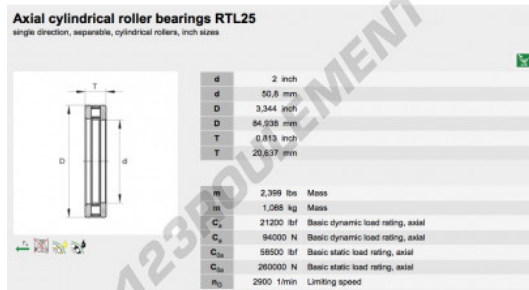 Axial cylindrical roller bearings RTL25
single direction, separable, cylindrical rollers, inch sizes
T
D
d
d 2 inch
d 50,8 mm
D 3,344 inch
D 84,938 mm
T 0,813 inch
T 20,637 mm
m 2,399 lbs Mass
m 1,088 kg Mass
Ca 21200 lbf Basic dynamic load rating, axial
Ca 94000 N Basic dynamic load rating, axial
C0a 58500 lbf Basic static load rating, axial
C0a 260000 N Basic static load rating, axial
nG 2900 1/min Limiting speed
123ROULEMENT.COM